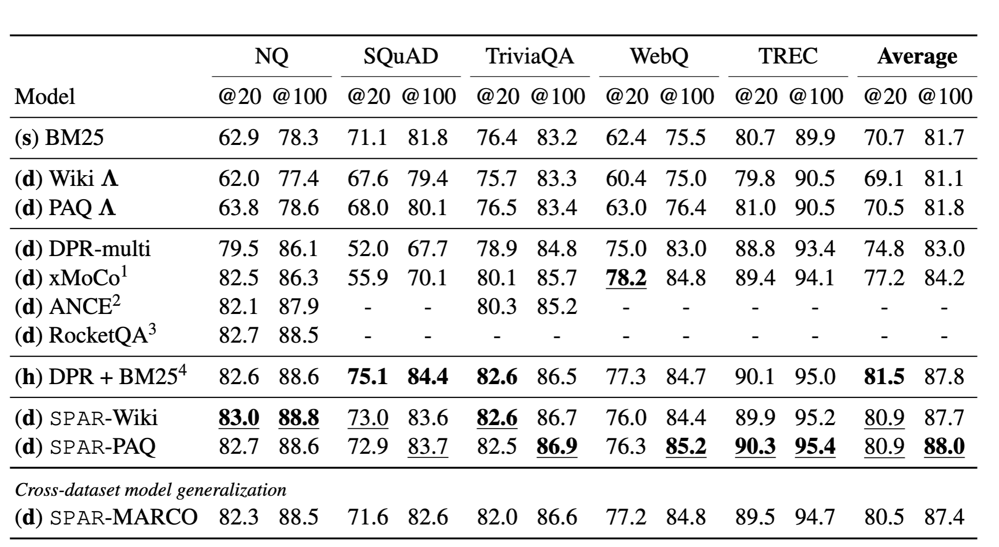 NQ SQuAD TriviaQA WebQ TREC Average
Model @20 @100 @20 @100 @20 @100 @20 @100 @20 @100 @20 @100
(s) BM25 62.9 78.3 71.1 81.8 76.4 83.2 62.4 75.5 80.7 89.9 70.7 81.7
(d) Wiki Λ 62.0 77.4 67.6 79.4 75.7 83.3 60.4 75.0 79.8 90.5 69.1 81.1
(d) PAQ Λ 63.8 78.6 68.0 80.1 76.5 83.4 63.0 76.4 81.0 90.5 70.5 81.8
(d) DPR-multi 79.5 86.1 52.0 67.7 78.9 84.8 75.0 83.0 88.8 93.4 74.8 83.0
(d) xMoCo¹ 82.5 86.3 55.9 70.1 80.1 85.7 78.2 84.8 89.4 94.1 77.2 84.2
(d) ANCE² 82.1 87.9 - - 80.3 85.2 - - - - - -
(d) RocketQA³ 82.7 88.5 - - - - - - - - - -
(h) DPR + BM25⁴ 82.6 88.6 75.1 84.4 82.6 86.5 77.3 84.7 90.1 95.0 81.5 87.8
(d) SPAR-Wiki 83.0 88.8 73.0 83.6 82.6 86.7 76.0 84.4 89.9 95.2 80.9 87.7
(d) SPAR-PAQ 82.7 88.6 72.9 83.7 82.5 86.9 76.3 85.2 90.3 95.4 80.9 88.0
Cross-dataset model generalization
(d) SPAR-MARCO 82.3 88.5 71.6 82.6 82.0 86.6 77.2 84.8 89.5 94.7 80.5 87.4